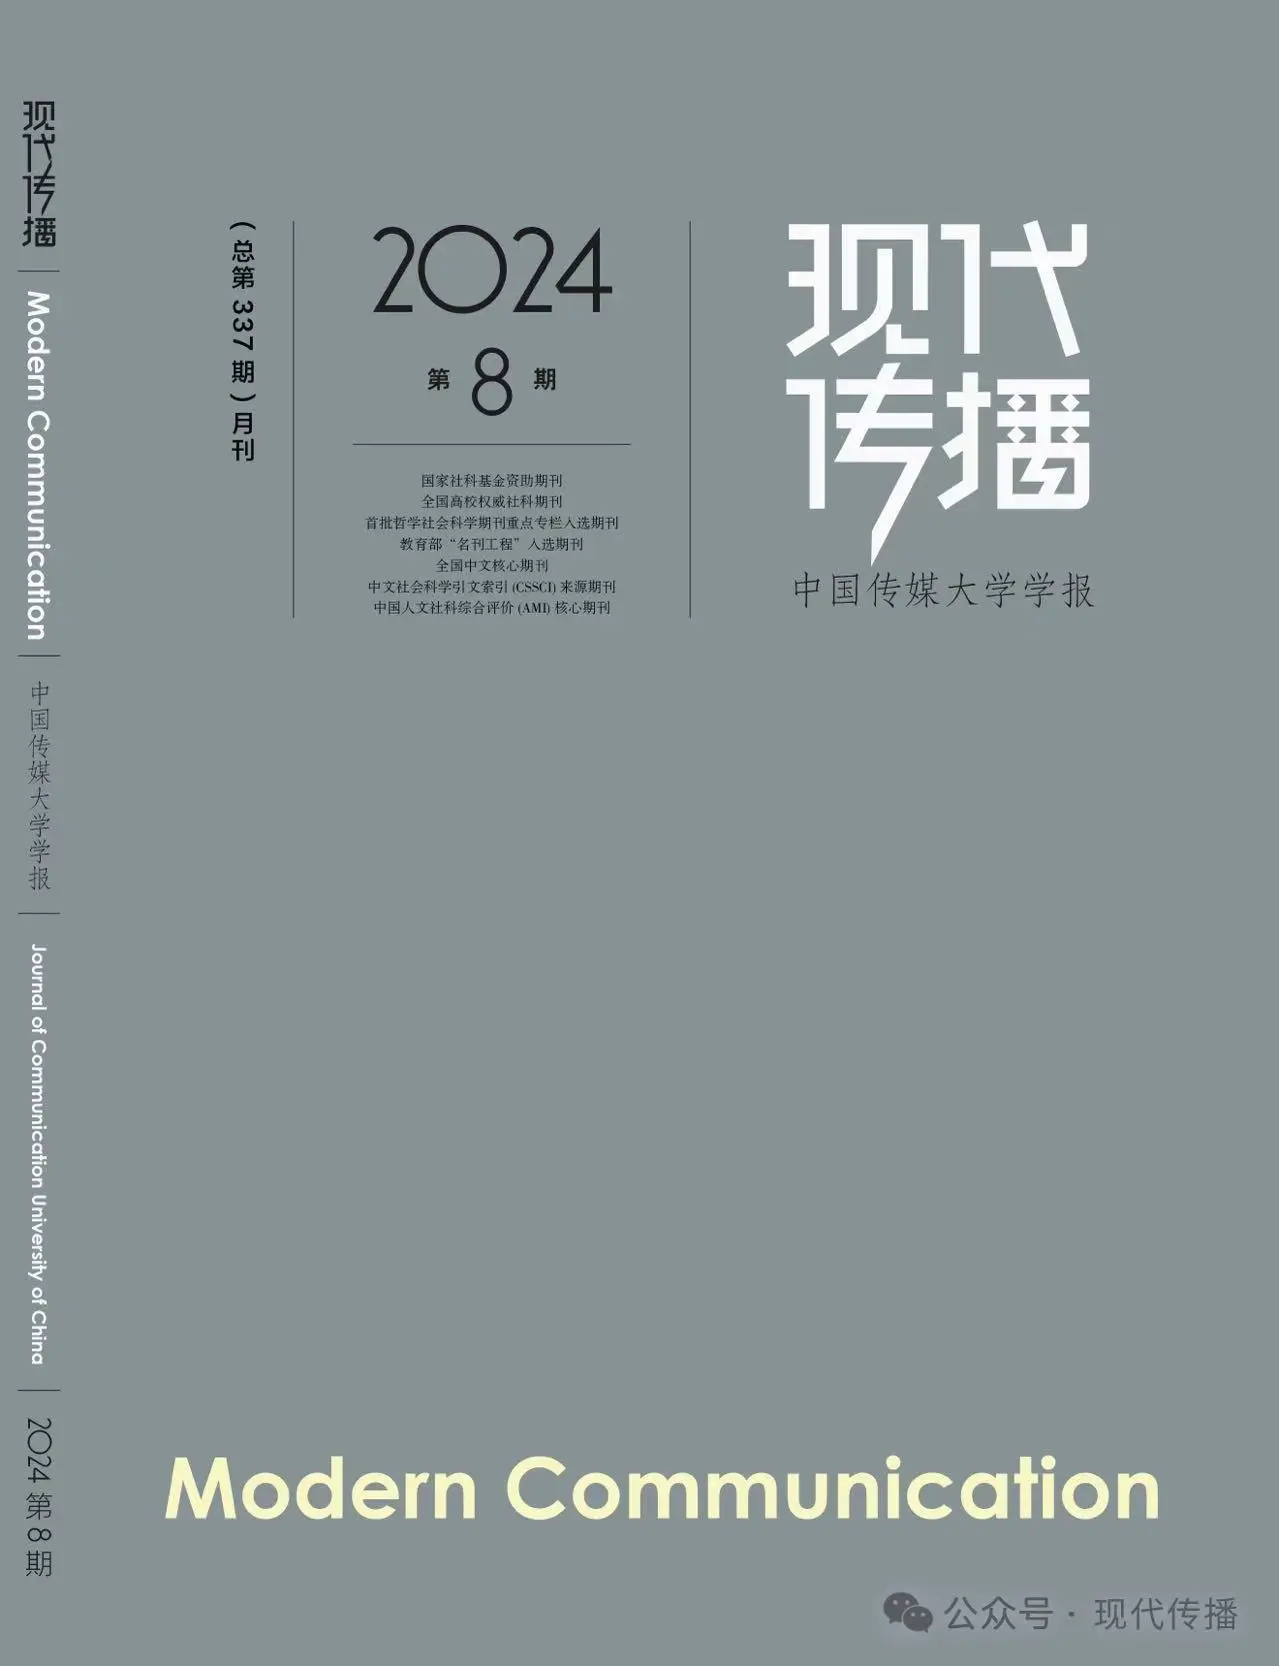 现代传播
Modern Communication
中国传媒大学学报
Journal of Communication University of China
2024 第 8 期
（总第 337 期）月刊
2024
第 8 期
国家社科基金资助期刊
全国高校权威社科期刊
首批哲学社会科学期刊重点专栏入选期刊
教育部“名刊工程”入选期刊
全国中文核心期刊
中文社会科学引文索引 (CSSCI) 来源期刊
中国人文社科综合评价 (AMI) 核心期刊
现代
传播
中国传媒大学学报
Modern Communication
公众号 · 现代传播